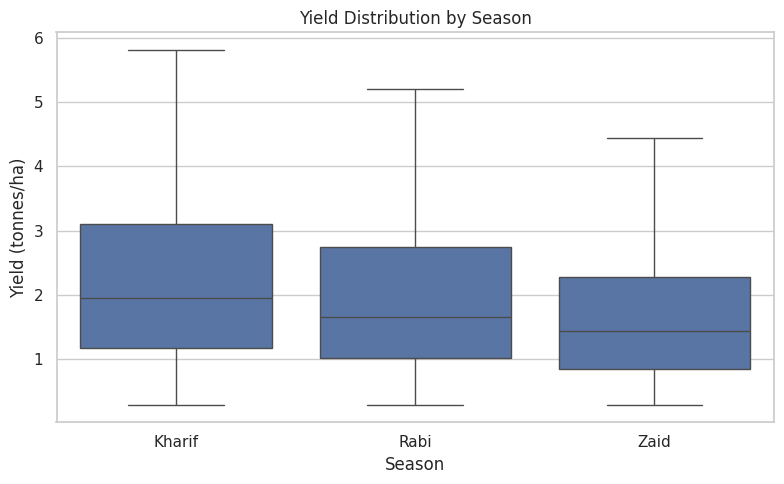 Yield Distribution by Season
Yield (tonnes/ha)
6
5
4
3
2
1
Kharif Rabi Zaid
Season